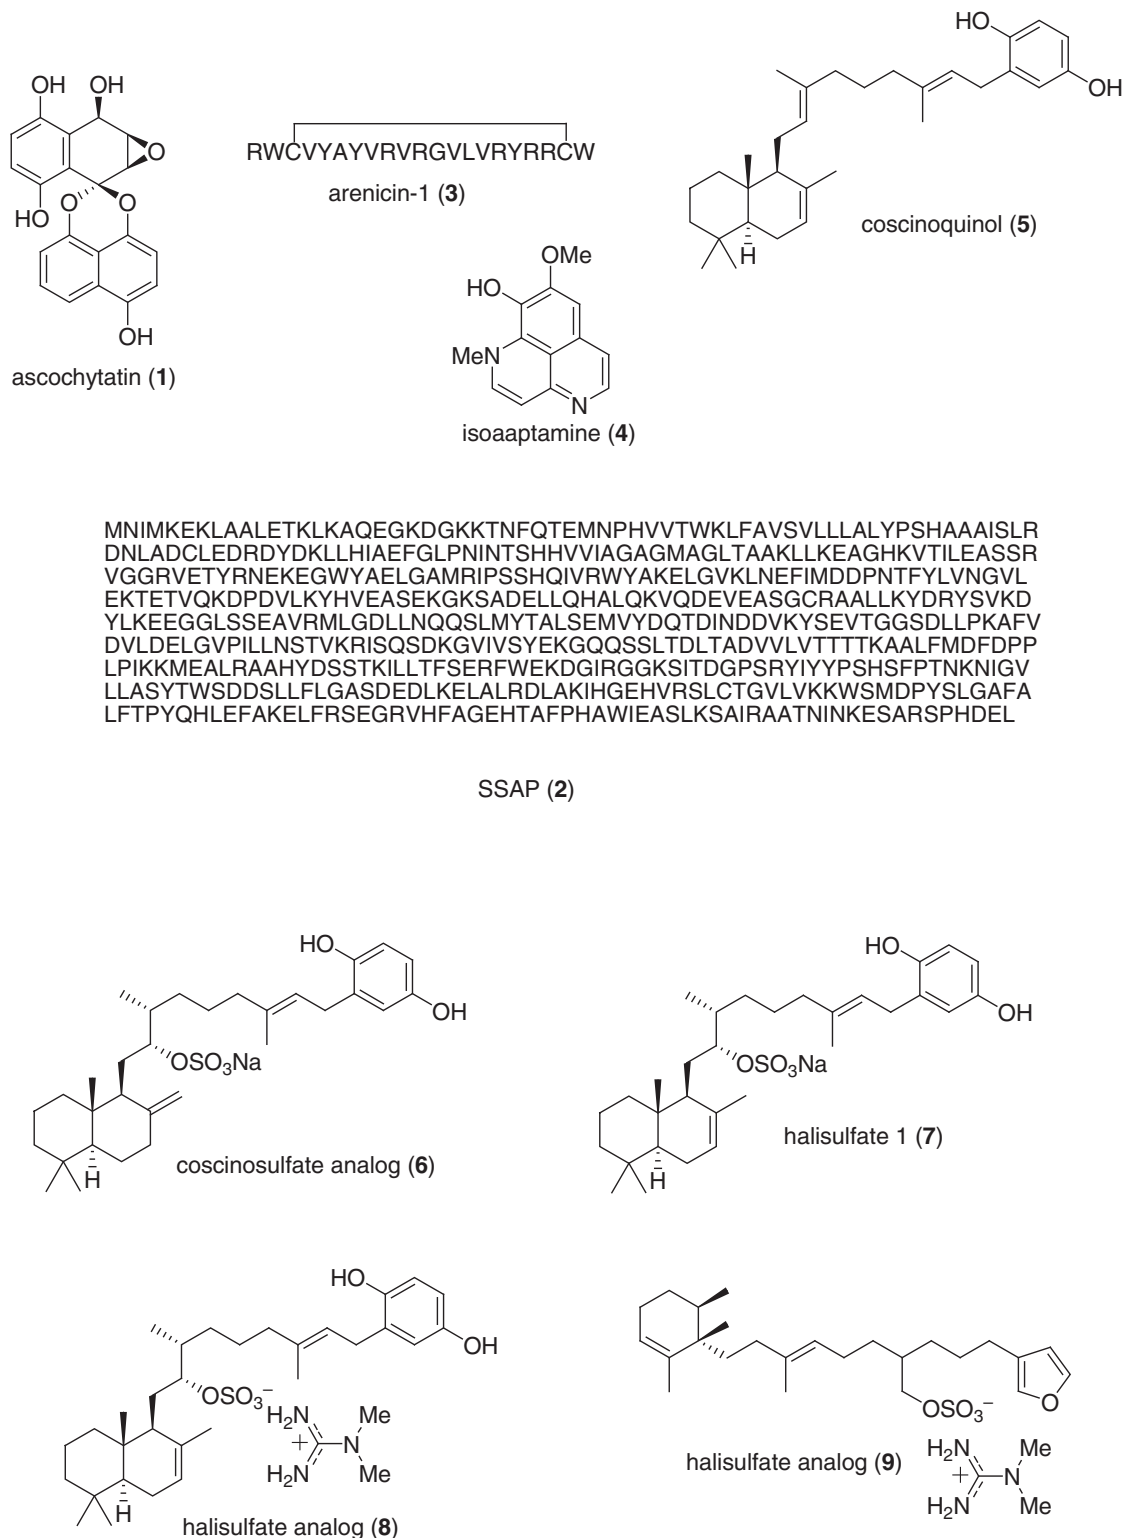 OH OH
O
HO
O O
OH
ascochytatin (1)
RWCVYAYVRVRGVLVRYRRCW
arenicin-1 (3)
OMe
HO
MeN
N
isoaaptamine (4)
HO
OH
H
coscinoquinol (5)
MNIMKEKLAALETKLKAQEGKDGKKTNFQTEMNPHVVTWKLFAVSVLLLALYPSHAAAISLR
DNLADCLEDRDYDKLLHIAEFGLPNINTSHHVVIAGAGMAGLTAAKLLKEAGHKVTILEASSR
VGGRVETYRNEKEGWYAELGAMRIPSSHQIVRWYAKELGVKLNEFIMDDPNTFYLVNGVL
EKTETVQKDPDVLKYHVEASEKGKSADELLQHALQKVQDEVEASGCRAALLKYDRYSVKD
YLKEEGGLSSEAVRMLGDLLNQQSLMYTALSEMVYDQTDINDDVKYSEVTGGSDLLPKAFV
DVLDELGVPILLNSTVKRISQSDKGVIVSYEKGQQSSLTDLTADVVLVTTTTKAALFMDFDPP
LPIKKMEALRAAHYDSSTKILLTFSERFWEKDGIRGGKSITDGPSRYIYYPSHSFPTNKNIGV
LLASYTWSDDSLLFLGASDEDLKELALRDLAKIHGEHVRSLCTGVLVKKWSMDPYSLGAFA
LFTPYQHLEFAKELFRSEGRVHFAGEHTAFPHAWIEASLKSAIRAATNINKESARSPHDEL
SSAP (2)
HO
OH
OSO3Na
H
coscinosulfate analog (6)
HO
OH
OSO3Na
H
halisulfate 1 (7)
HO
OH
OSO3−
H2N Me
+ N
H2N Me
H
halisulfate analog (8)
O
OSO3−
H2N Me
+ N
H2N Me
halisulfate analog (9)